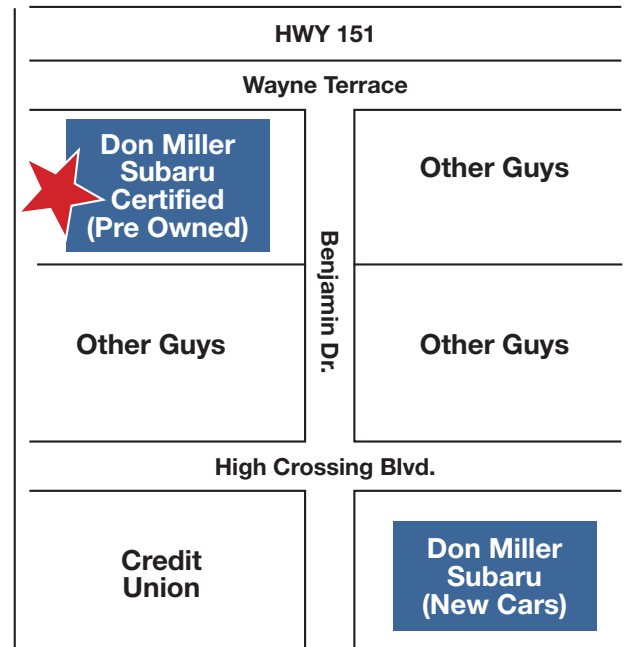 HWY 151
Wayne Terrace
Don Miller
Subaru
Certified
(Pre Owned)
Other Guys
Benjamin Dr.
Other Guys
Other Guys
High Crossing Blvd.
Credit
Union
Don Miller
Subaru
(New Cars)